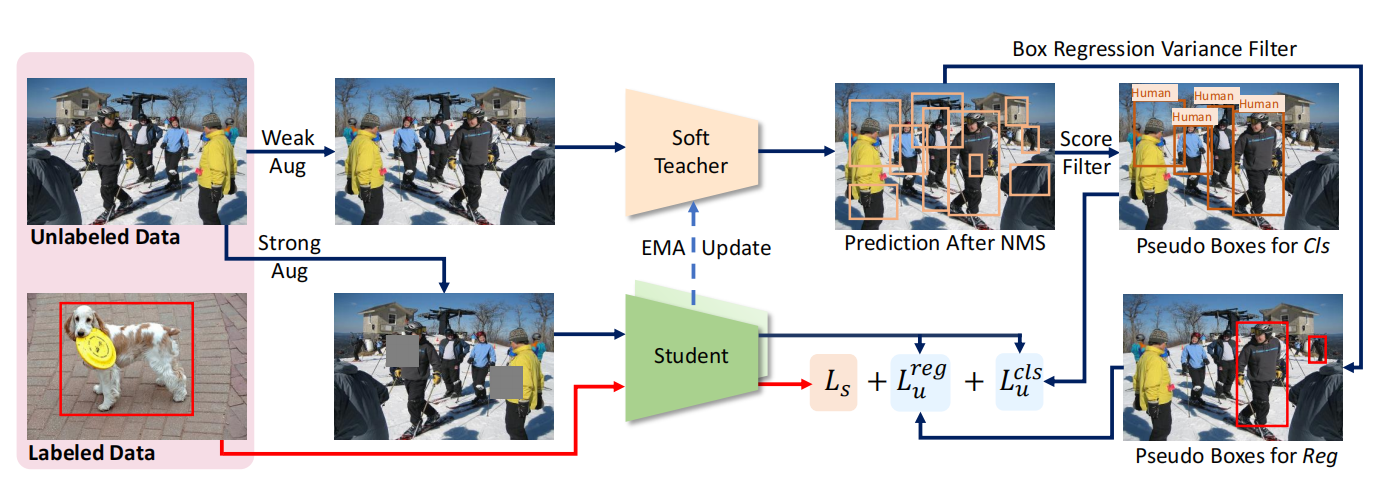 Box Regression Variance Filter
Human
Human
Human
Human
Weak
Aug
Soft
Teacher
Score
Filter
Unlabeled Data
Prediction After NMS
Pseudo Boxes for Cls
Strong
Aug
EMA Update
Student
L_s + L_u^{reg} + L_u^{cls}
Labeled Data
Pseudo Boxes for Reg